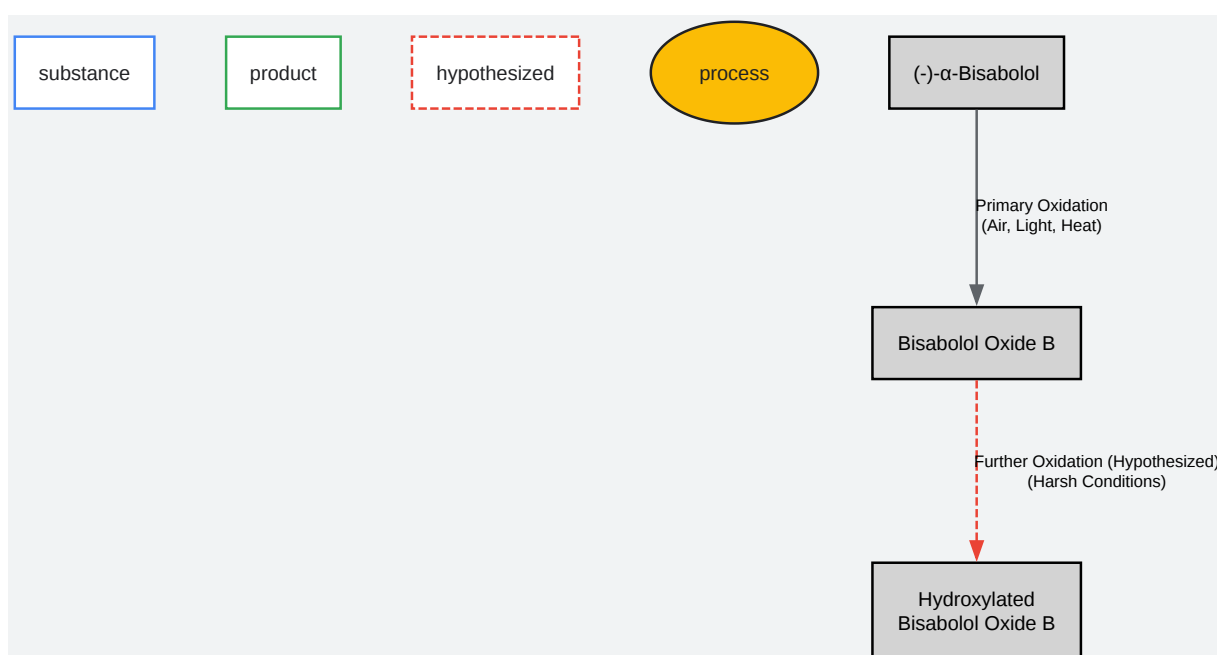 substance
product
hypothesized
process
(-)-α-Bisabolol
Primary Oxidation
(Air, Light, Heat)
Bisabolol Oxide B
Further Oxidation (Hypothesized)
(Harsh Conditions)
Hydroxylated
Bisabolol Oxide B